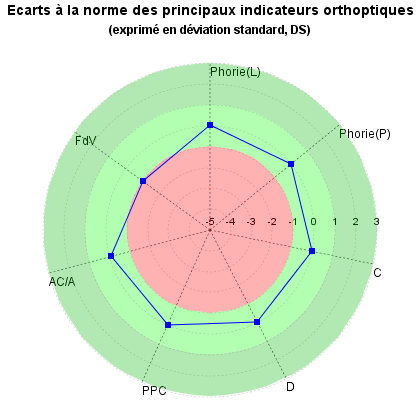 Ecarts à la norme des principaux indicateurs orthoptiques
(exprimé en déviation standard, DS)
Phorie(L)
Phorie(P)
FdV
-5 -4 -3 -2 -1 0 1 2 3
C
AC/A
D
PPC